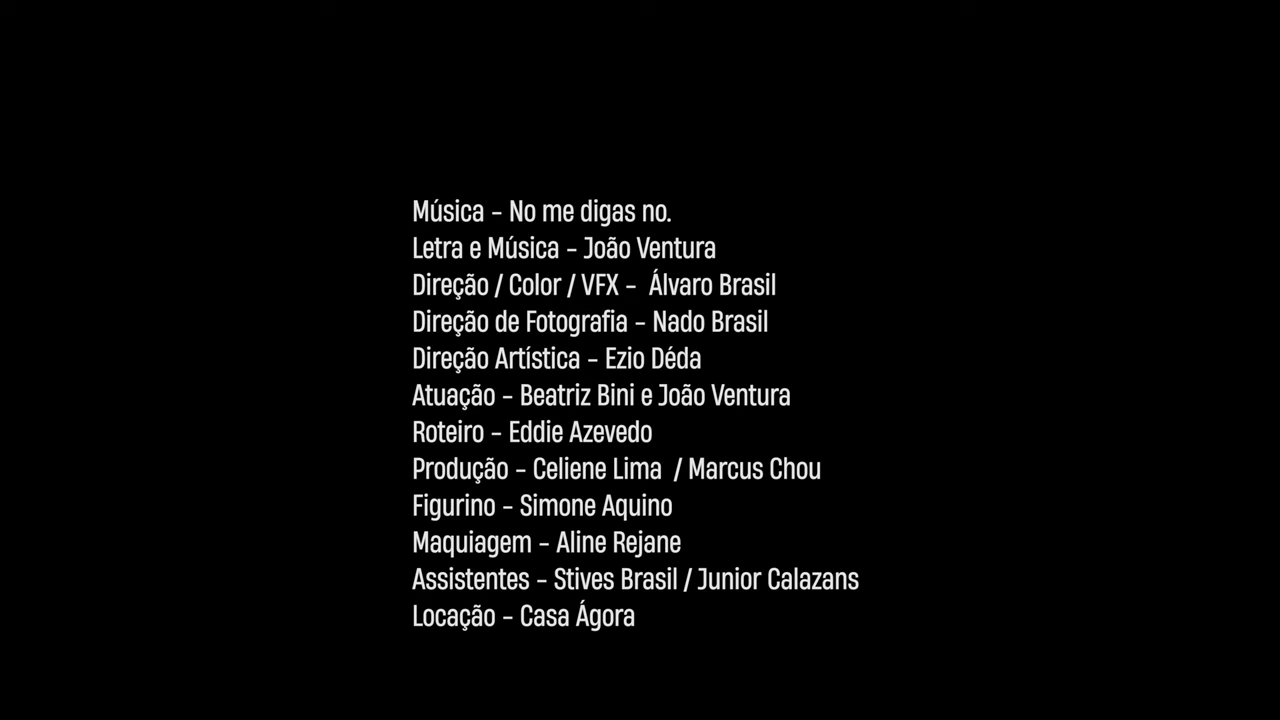 Música - No me digas no.
Letra e Música - João Ventura
Direção / Color / VFX -  Álvaro Brasil
Direção de Fotografia - Nado Brasil
Direção Artística - Ezio Déda
Atuação - Beatriz Bini e João Ventura
Roteiro - Eddie Azevedo
Produção - Celiene Lima  / Marcus Chou
Figurino - Simone Aquino
Maquiagem - Aline Rejane
Assistentes - Stives Brasil / Junior Calazans
Locação - Casa Ágora